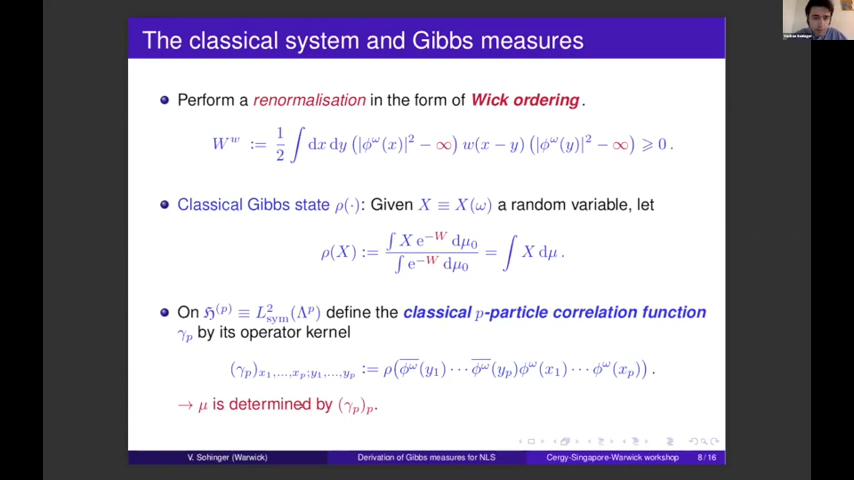 The classical system and Gibbs measures
Perform a renormalisation in the form of Wick ordering.
W^w := 1/2 ∫ dx dy (|φ^ω(x)|² − ∞) w(x − y) (|φ^ω(y)|² − ∞) ⩾ 0 .
Classical Gibbs state ρ(·): Given X ≡ X(ω) a random variable, let
ρ(X) := ∫ X e^{−W} dμ₀ / ∫ e^{−W} dμ₀ = ∫ X dμ .
On ℌ^(p) ≡ L²_sym(Λ^p) define the classical p-particle correlation function
γ_p by its operator kernel
(γ_p)_{x₁,...,x_p;y₁,...,y_p} := ρ(\overline{φ^ω}(y₁) ··· \overline{φ^ω}(y_p)φ^ω(x₁) ··· φ^ω(x_p)) .
→ μ is determined by (γ_p)_p.
V. Sohinger (Warwick) Derivation of Gibbs measures for NLS Cergy-Singapore-Warwick workshop 8 / 16